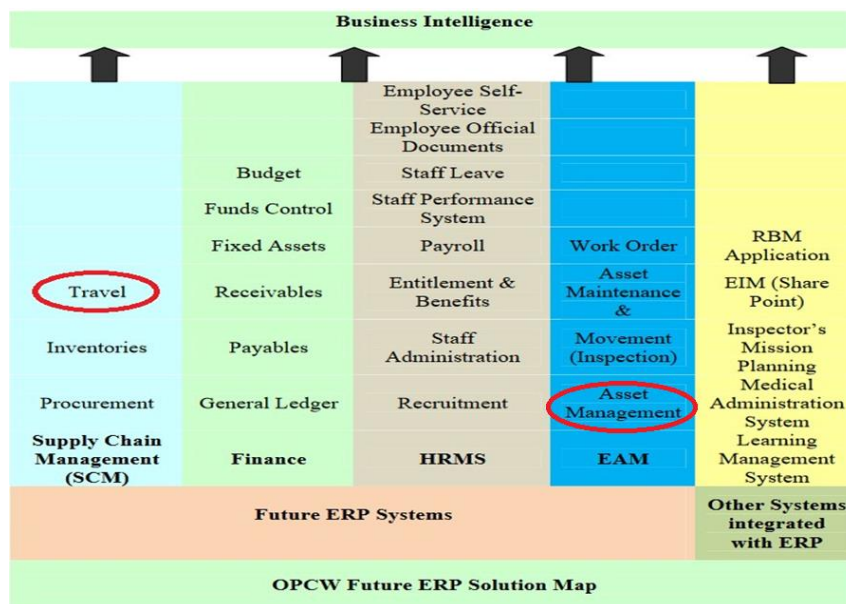 Business Intelligence
Employee Self-
Service
Employee Official
Documents
Budget
Staff Leave
Funds Control
Staff Performance
System
Fixed Assets
Payroll
Work Order
RBM
Application
Travel
Receivables
Entitlement &
Benefits
Asset
Maintenance
&
EIM (Share
Point)
Inventories
Payables
Staff
Administration
Movement
(Inspection)
Inspector's
Mission
Planning
Procurement
General Ledger
Recruitment
Asset
Management
Medical
Administration
System
Supply Chain
Management
(SCM)
Finance
HRMS
EAM
Learning
Management
System
Future ERP Systems
Other Systems
integrated
with ERP
OPCW Future ERP Solution Map